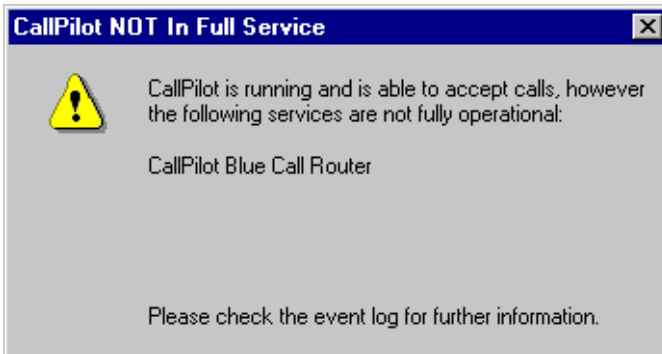 CallPilot NOT In Full Service
CallPilot is running and is able to accept calls, however
the following services are not fully operational:
CallPilot Blue Call Router
Please check the event log for further information.